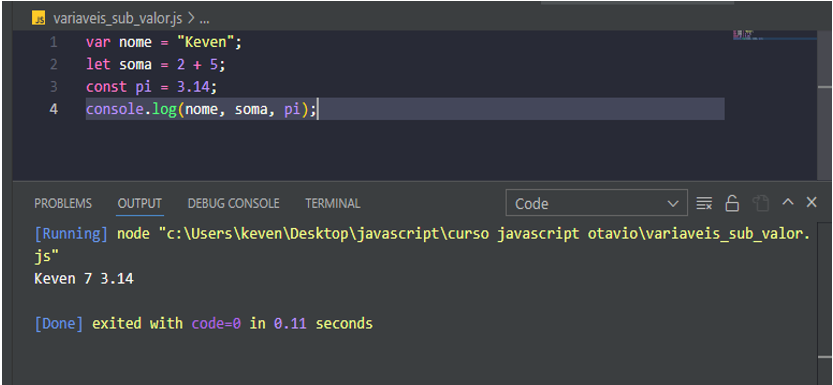 JS variaveis_sub_valor.js > ...
1 var nome = "Keven";
2 let soma = 2 + 5;
3 const pi = 3.14;
4 console.log(nome, soma, pi);
PROBLEMS OUTPUT DEBUG CONSOLE TERMINAL Code
[Running] node "c:\Users\keven\Desktop\javascript\curso javascript otavio\variaveis_sub_valor.
js"
Keven 7 3.14
[Done] exited with code=0 in 0.11 seconds